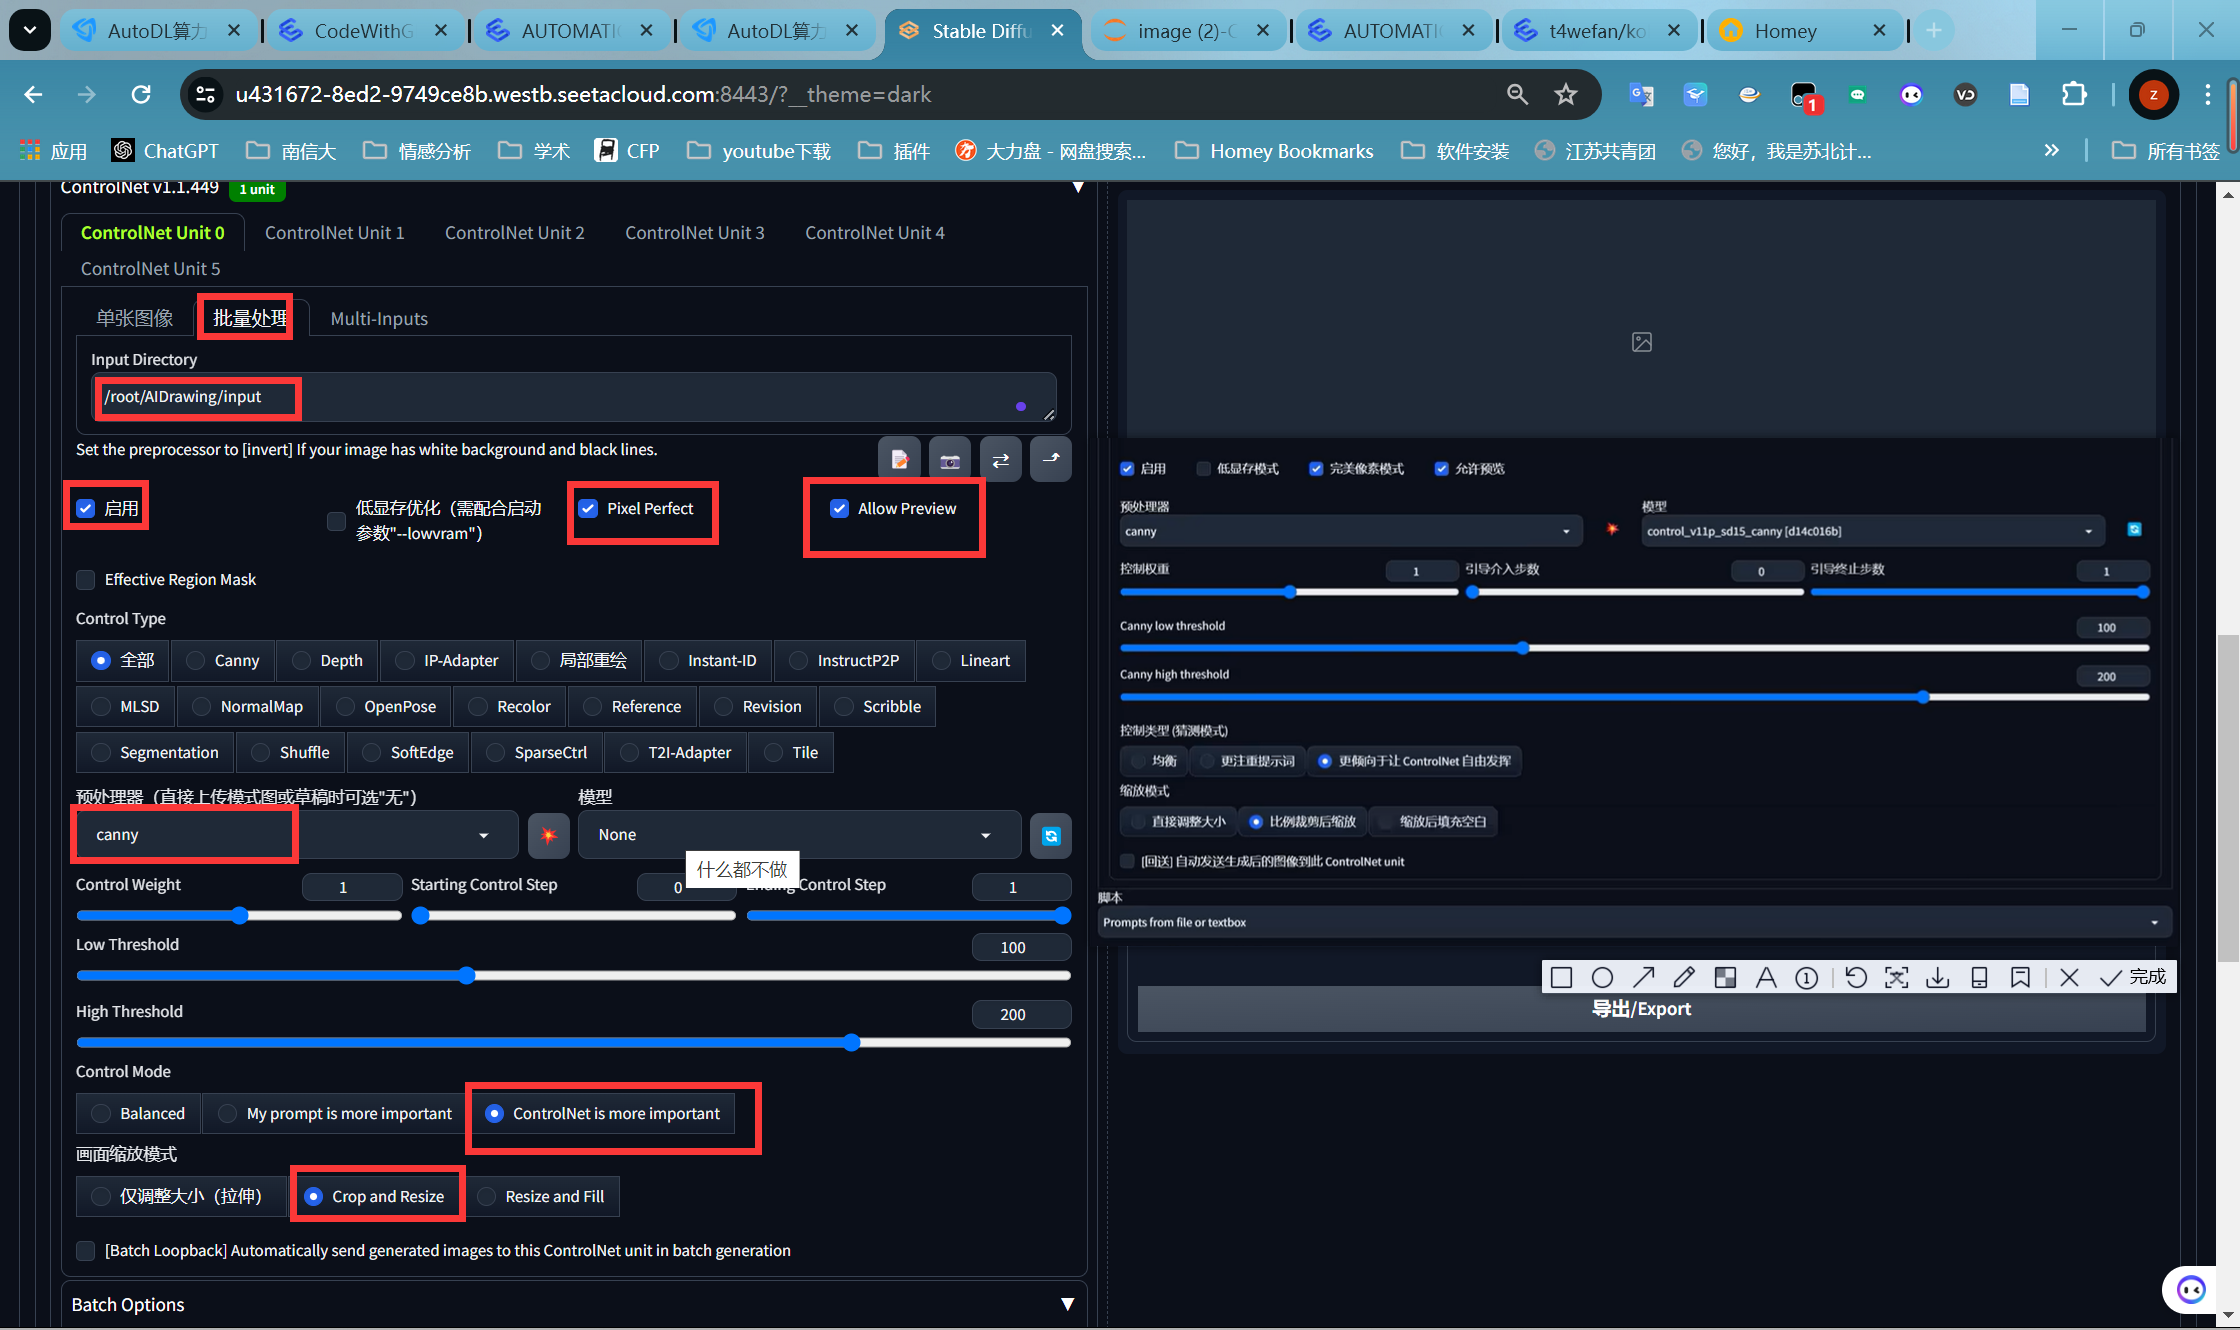 AutoDL算力
CodeWithG
AUTOMATI
AutoDL算力
Stable Diffu
image (2)-C
AUTOMATI
t4wefan/ko
Homey
u431672-8ed2-9749ce8b.westb.seetacloud.com:8443/?__theme=dark
1
VD
Z
应用
ChatGPT
南信大
情感分析
学术
CFP
youtube下载
插件
大力盘 - 网盘搜索...
Homey Bookmarks
软件安装
江苏共青团
您好，我是苏北计...
所有书签
ControlNet v1.1.449
1 unit
ControlNet Unit 0
ControlNet Unit 1
ControlNet Unit 2
ControlNet Unit 3
ControlNet Unit 4
ControlNet Unit 5
单张图像
批量处理
Multi-Inputs
Input Directory
/root/AIDrawing/input
Set the preprocessor to [invert] If your image has white background and black lines.
启用
低显存优化（需配合启动
参数"--lowvram"）
Pixel Perfect
Allow Preview
Effective Region Mask
Control Type
全部
Canny
Depth
IP-Adapter
局部重绘
Instant-ID
InstructP2P
Lineart
MLSD
NormalMap
OpenPose
Recolor
Reference
Revision
Scribble
Segmentation
Shuffle
SoftEdge
SparseCtrl
T2I-Adapter
Tile
预处理器（直接上传模式图或草稿时可选"无"）
模型
canny
None
什么都不做
Control Weight
1
Starting Control Step
0
Ending Control Step
1
Low Threshold
100
High Threshold
200
Control Mode
Balanced
My prompt is more important
ControlNet is more important
画面缩放模式
仅调整大小（拉伸）
Crop and Resize
Resize and Fill
[Batch Loopback] Automatically send generated images to this ControlNet unit in batch generation
Batch Options
启用
低显存模式
完美像素模式
允许预览
预处理器
模型
canny
control_v11p_sd15_canny [d14c016b]
控制权重
1
引导介入步数
0
引导终止步数
1
Canny low threshold
100
Canny high threshold
200
控制类型 (猜测模式)
均衡
更注重提示词
更倾向于让 ControlNet 自由发挥
缩放模式
直接调整大小
比例裁剪后缩放
缩放后填充空白
[回送] 自动发送生成后的图像到此 ControlNet unit
脚本
Prompts from file or textbox
完成
导出/Export